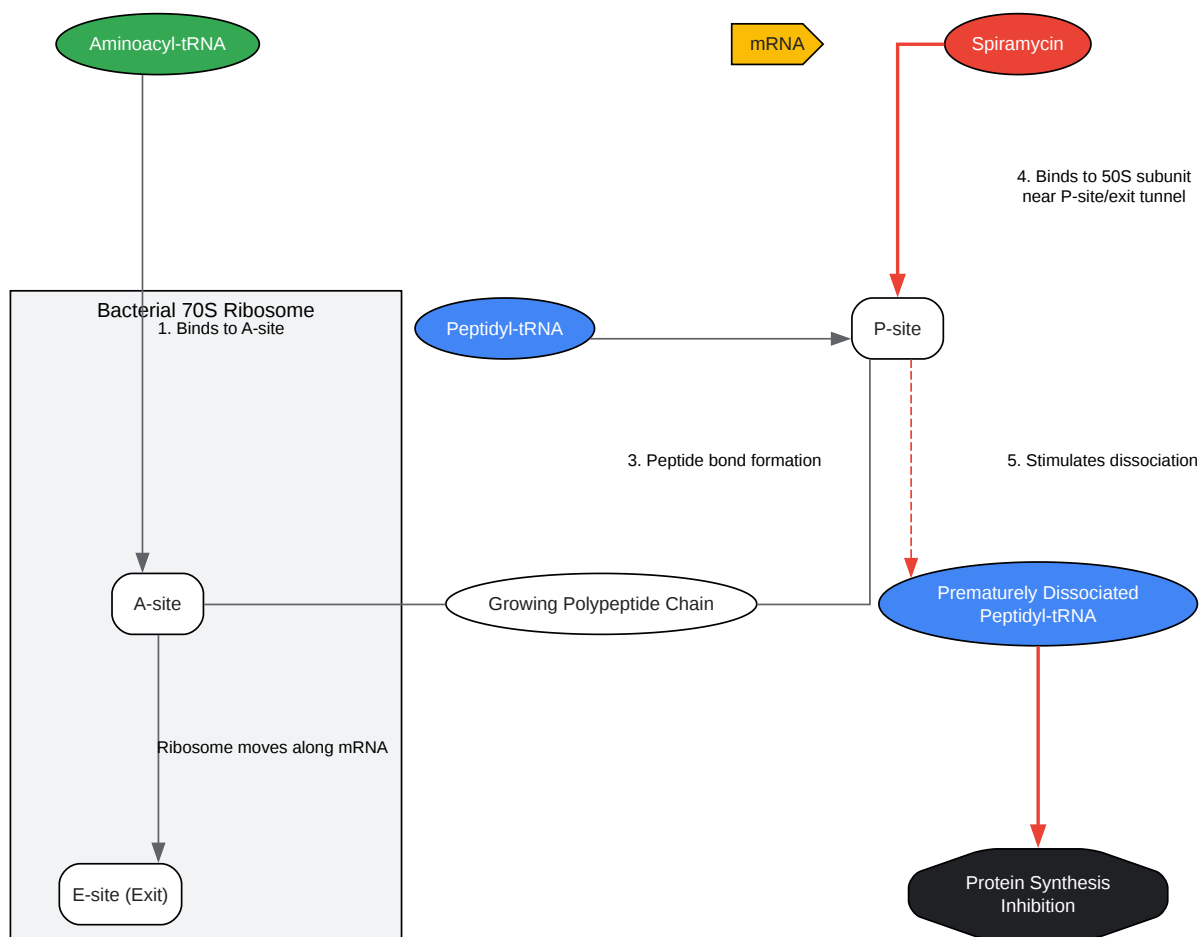 Aminoacyl-tRNA
mRNA
Spiramycin
4. Binds to 50S subunit
near P-site/exit tunnel
Bacterial 70S Ribosome
1. Binds to A-site
Peptidyl-tRNA
P-site
3. Peptide bond formation
5. Stimulates dissociation
A-site
Growing Polypeptide Chain
Prematurely Dissociated
Peptidyl-tRNA
Ribosome moves along mRNA
E-site (Exit)
Protein Synthesis
Inhibition